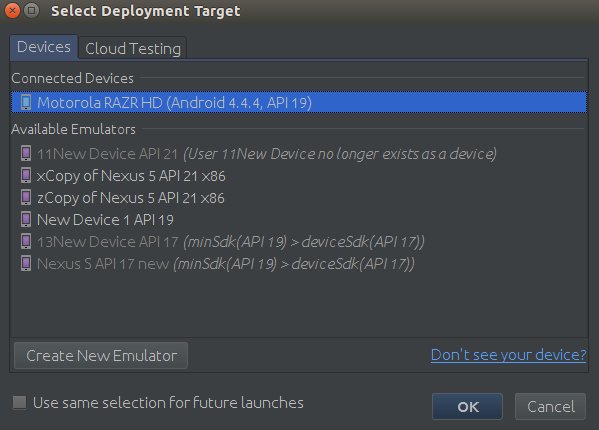 Select Deployment Target
Devices
Cloud Testing
Connected Devices
Motorola RAZR HD (Android 4.4.4, API 19)
Available Emulators
11New Device API 21 (User 11New Device no longer exists as a device)
xCopy of Nexus 5 API 21 x86
zCopy of Nexus 5 API 21 x86
New Device 1 API 19
13New Device API 17 (minSdk(API 19) > deviceSdk(API 17))
Nexus S API 17 new (minSdk(API 19) > deviceSdk(API 17))
Create New Emulator
Don't see your device?
Use same selection for future launches
OK
Cancel